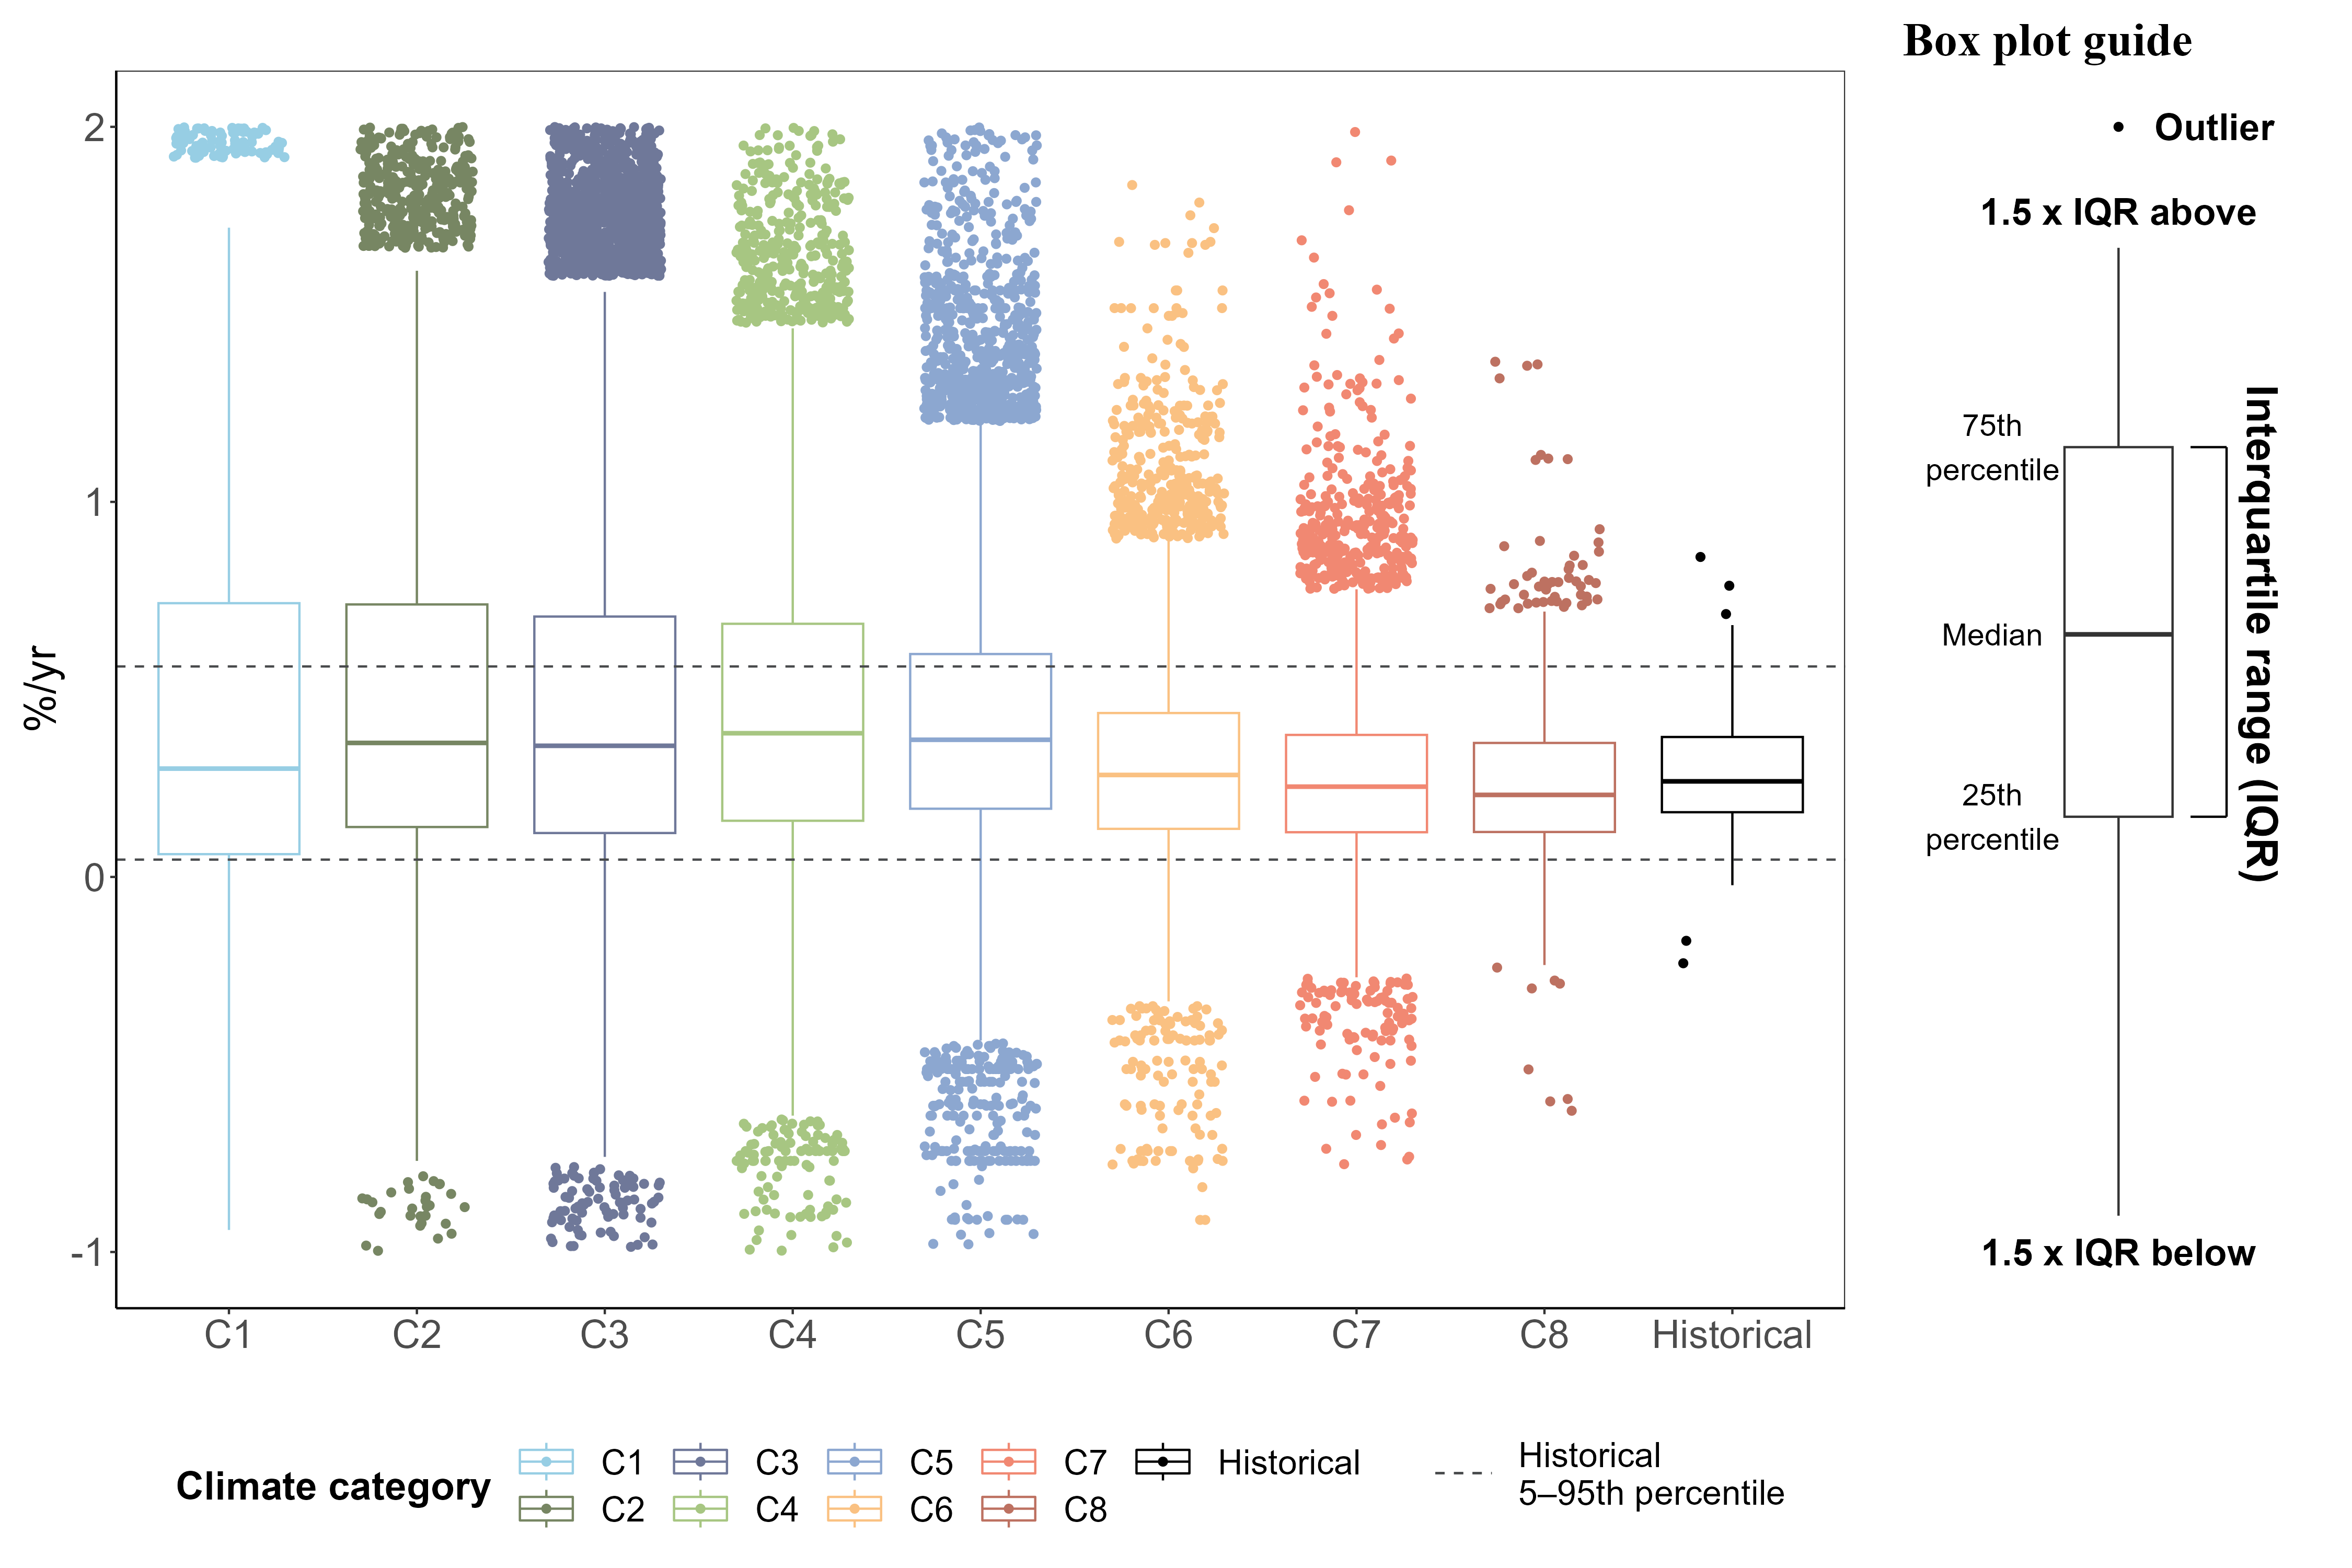 Box plot guide
Outlier
1.5 x IQR above
75th
percentile
Median
25th
percentile
Interquartile range (IQR)
1.5 x IQR below
%/yr
2
1
0
-1
C1 C2 C3 C4 C5 C6 C7 C8 Historical
Climate category
C1 C3 C5 C7 Historical
C2 C4 C6 C8
Historical
5–95th percentile